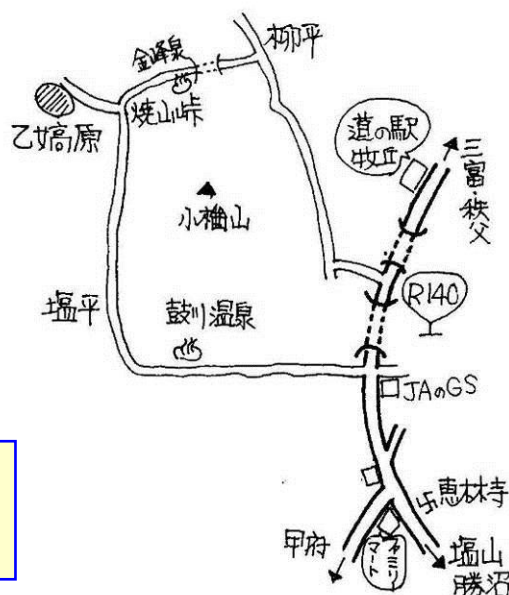 柳平
金峰泉
焼山峠
乙女高原
道の駅
牧丘
三富・秩父
小楢山
R140
塩平
鼓川温泉
JAのGS
卍恵林寺
甲府
ファミリー
マート
塩山
勝沼